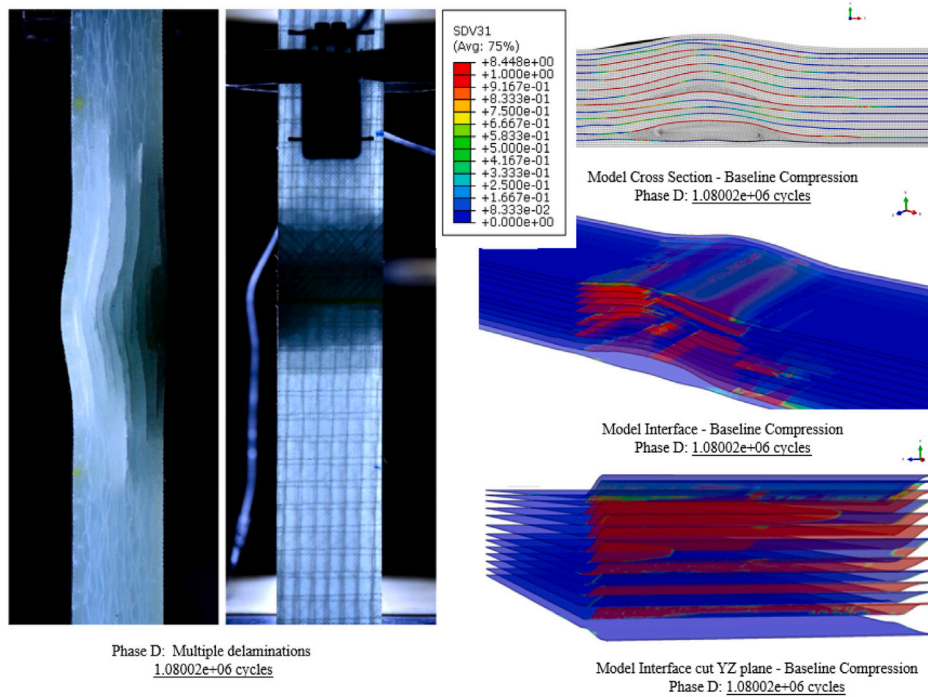 SDV31
(Avg: 75%)
+8.448e+00
+1.000e+00
+9.167e-01
+8.333e-01
+7.500e-01
+6.667e-01
+5.833e-01
+5.000e-01
+4.167e-01
+3.333e-01
+2.500e-01
+1.667e-01
+8.333e-02
+0.000e+00
Model Cross Section - Baseline Compression
Phase D: 1.08002e+06 cycles
Model Interface - Baseline Compression
Phase D: 1.08002e+06 cycles
Phase D: Multiple delaminations
1.08002e+06 cycles
Model Interface cut YZ plane - Baseline Compression
Phase D: 1.08002e+06 cycles